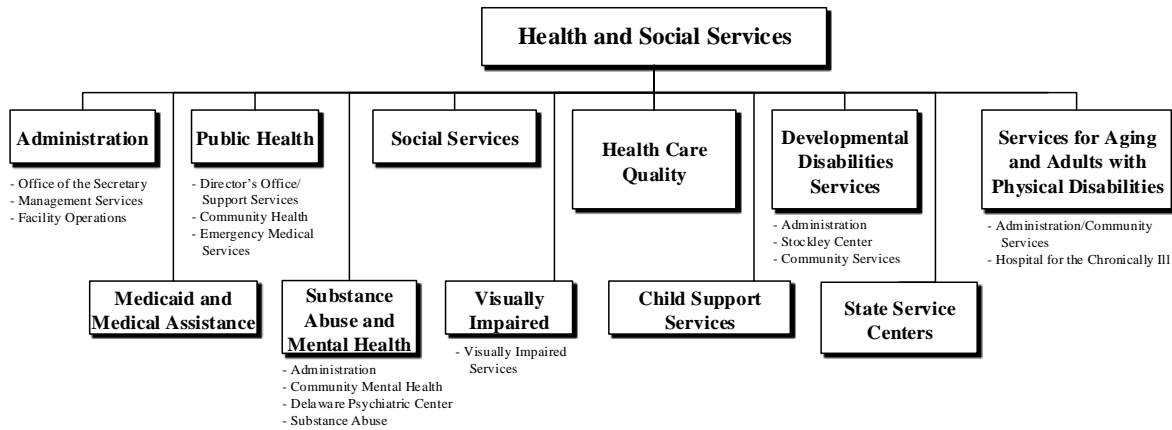 Health and Social Services
Administration
- Office of the Secretary
- Management Services
- Facility Operations
Public Health
- Director's Office/
Support Services
- Community Health
- Emergency Medical
Services
Social Services
Health Care
Quality
Developmental
Disabilities
Services
- Administration
- Stockley Center
- Community Services
Services for Aging
and Adults with
Physical Disabilities
- Administration/Community
Services
- Hospital for the Chronically Ill
Medicaid and
Medical Assistance
Substance
Abuse and
Mental Health
- Administration
- Community Mental Health
- Delaware Psychiatric Center
- Substance Abuse
Visually
Impaired
- Visually Impaired
Services
Child Support
Services
State Service
Centers